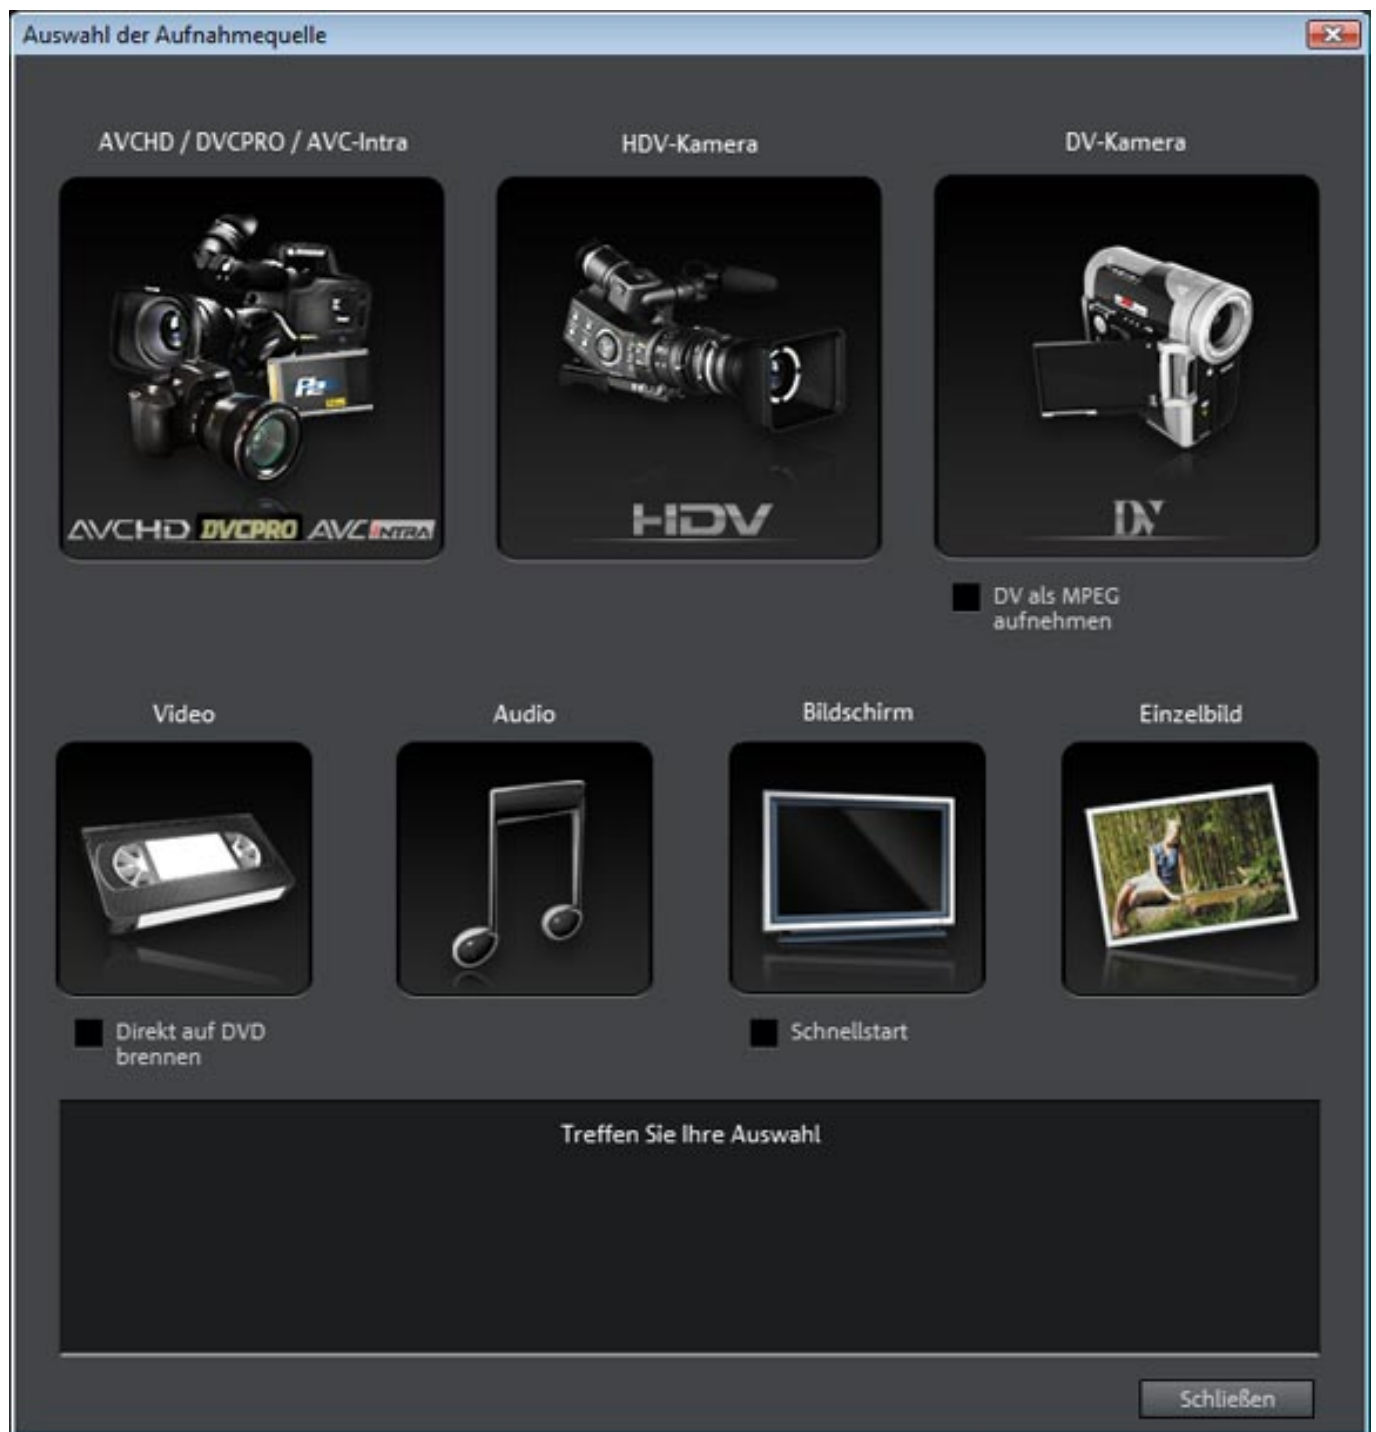 Auswahl der Aufnahmequelle
AVCHD / DVCPRO / AVC-Intra
HDV-Kamera
DV-Kamera
P2
AVCHD DVCPRO AVC INTRA
HDV
DV
DV als MPEG
aufnehmen
Video
Audio
Bildschirm
Einzelbild
Direkt auf DVD
brennen
Schnellstart
Treffen Sie Ihre Auswahl
Schließen